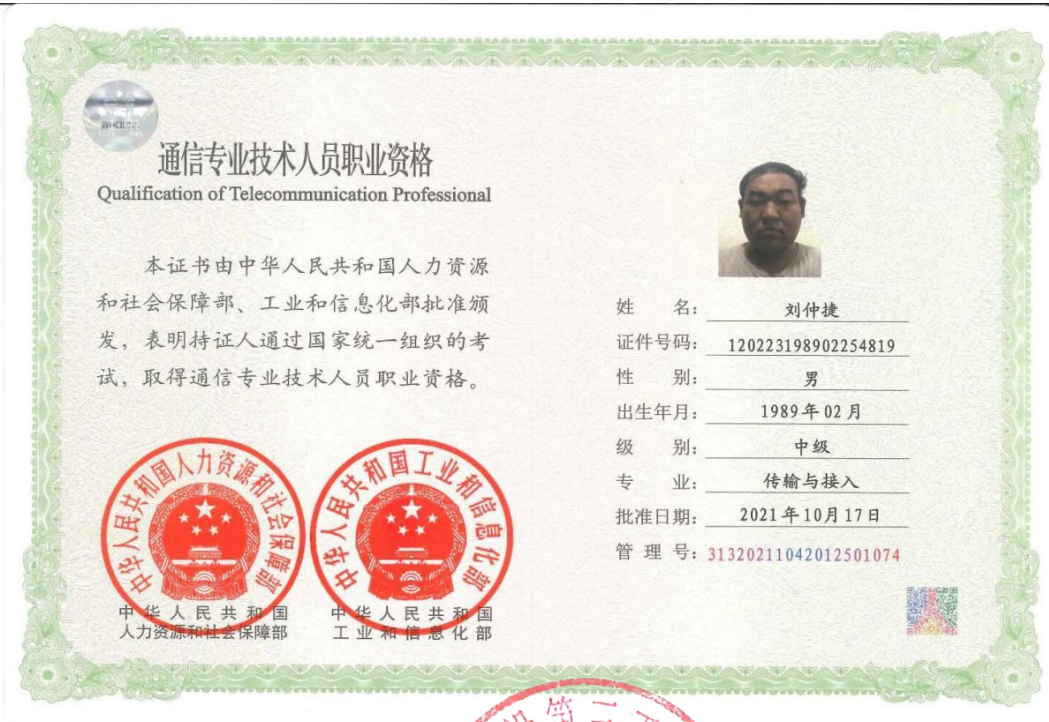 通信专业技术人员职业资格
Qualification of Telecommunication Professional
本证书由中华人民共和国人力资源
和社会保障部、工业和信息化部批准颁
发，表明持证人通过国家统一组织的考
试，取得通信专业技术人员职业资格。
中华人民共和国人力资源和社会保障部
中华人民共和国工业和信息化部
中华人民共和国
人力资源和社会保障部
中华人民共和国
工业和信息化部
姓 名： 刘仲捷
证件号码： 120223198902254819
性 别： 男
出生年月： 1989年02月
级 别： 中级
专 业： 传输与接入
批准日期： 2021年10月17日
管 理 号： 31320211042012501074
第三工